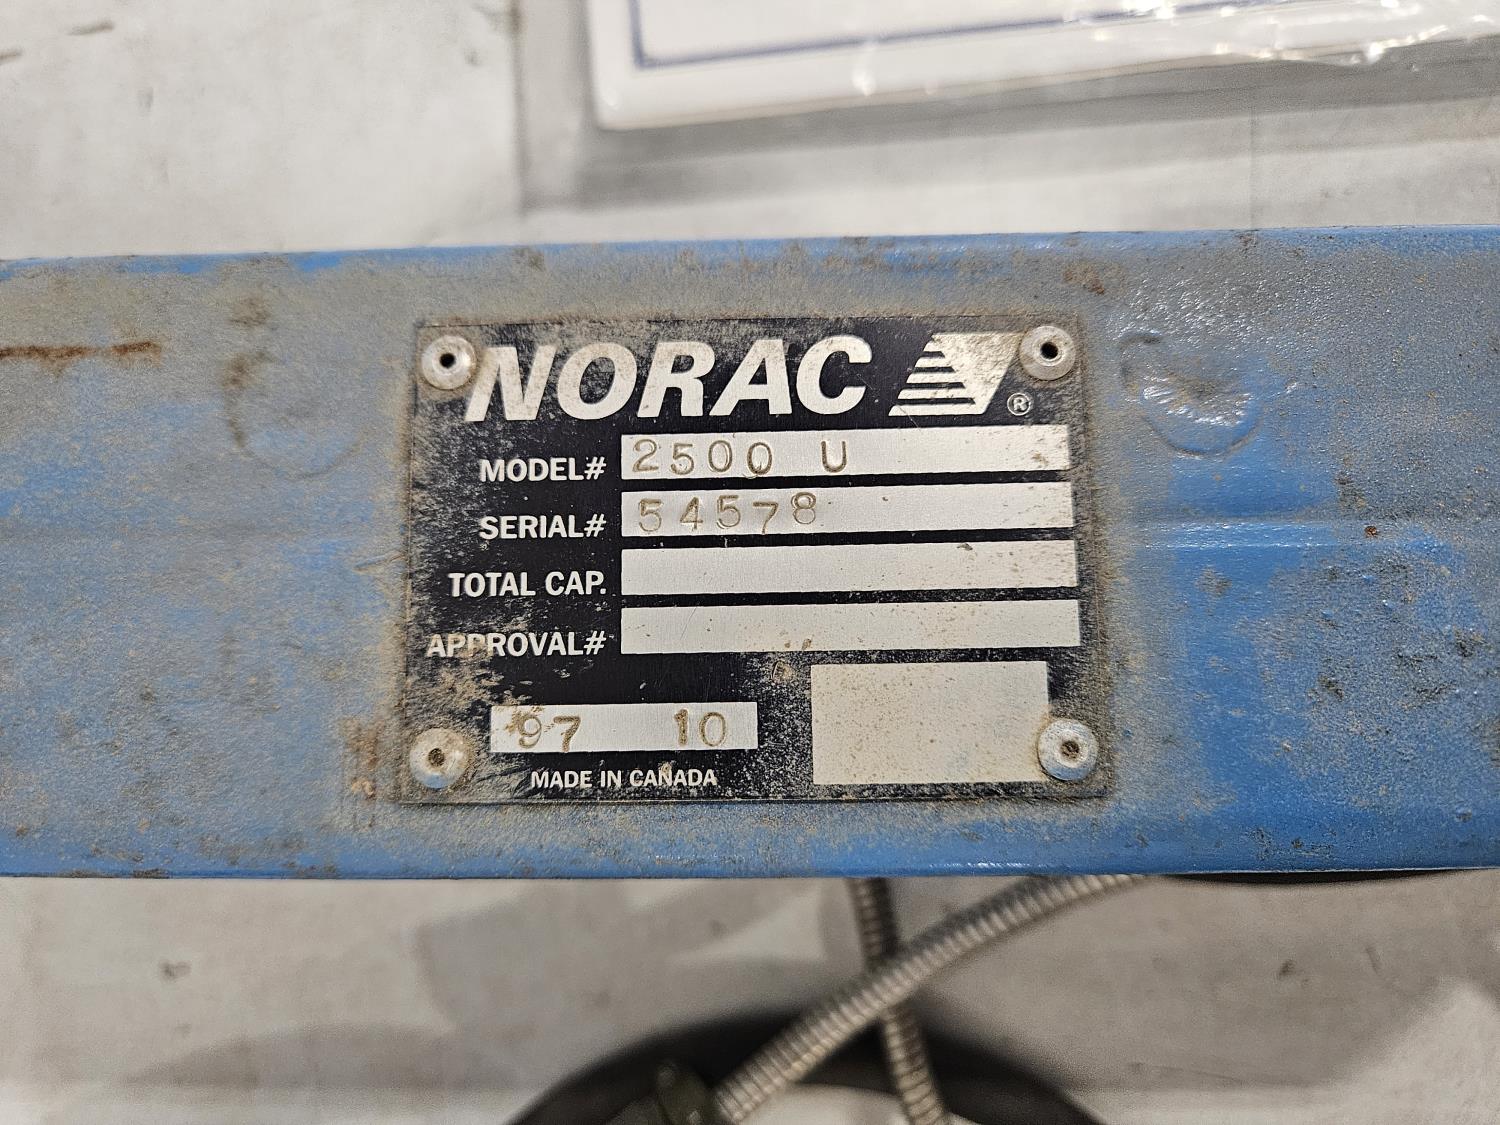 NORAC ®
MODEL# 2500 U
SERIAL# 54578
TOTAL CAP.
APPROVAL#
97 10
MADE IN CANADA